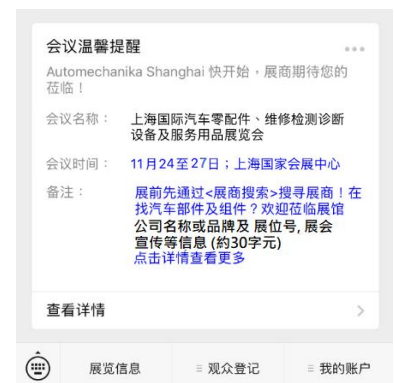 会议温馨提醒
Automechanika Shanghai 快开始，展商期待您的
莅临！
会议名称： 上海国际汽车零配件、维修检测诊断
设备及服务用品展览会
会议时间： 11月24至27日；上海国家会展中心
备注： 展前先通过<展商搜索>搜寻展商！在
找汽车部件及组件？欢迎莅临展馆
公司名称或品牌及 展位号, 展会
宣传等信息 (约30字元)
点击详情查看更多
查看详情
展览信息 观众登记 我的账户